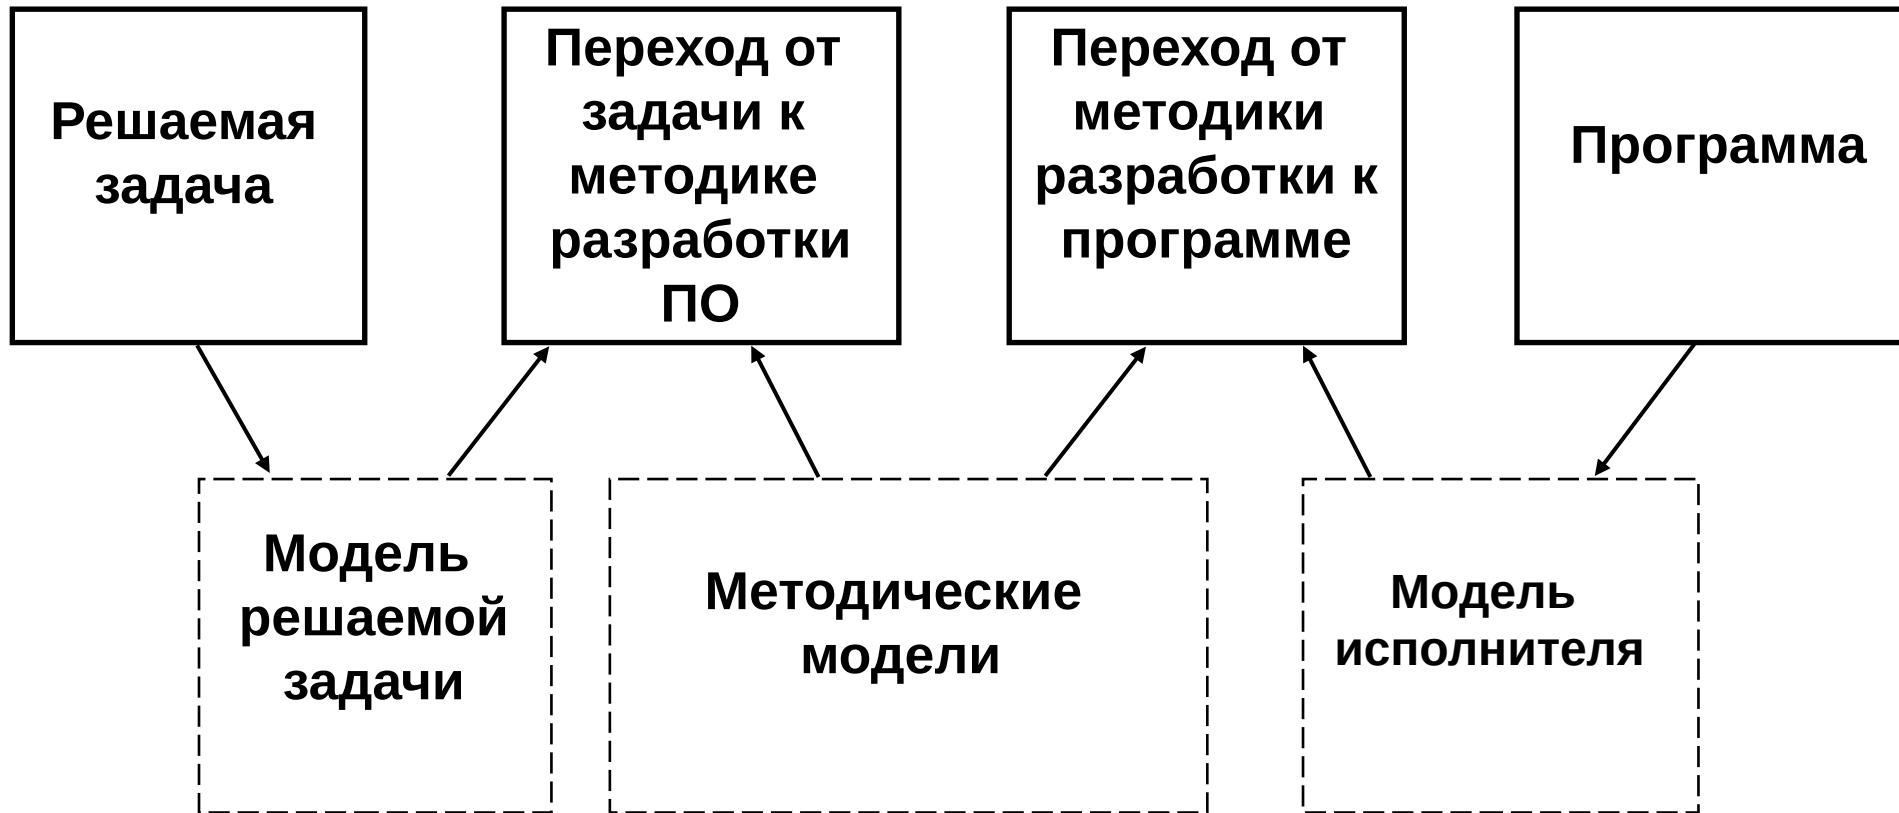 Решаемая
задача
Переход от
задачи к
методике
разработки
ПО
Переход от
методики
разработки к
программе
Программа
Модель
решаемой
задачи
Методические
модели
Модель
исполнителя